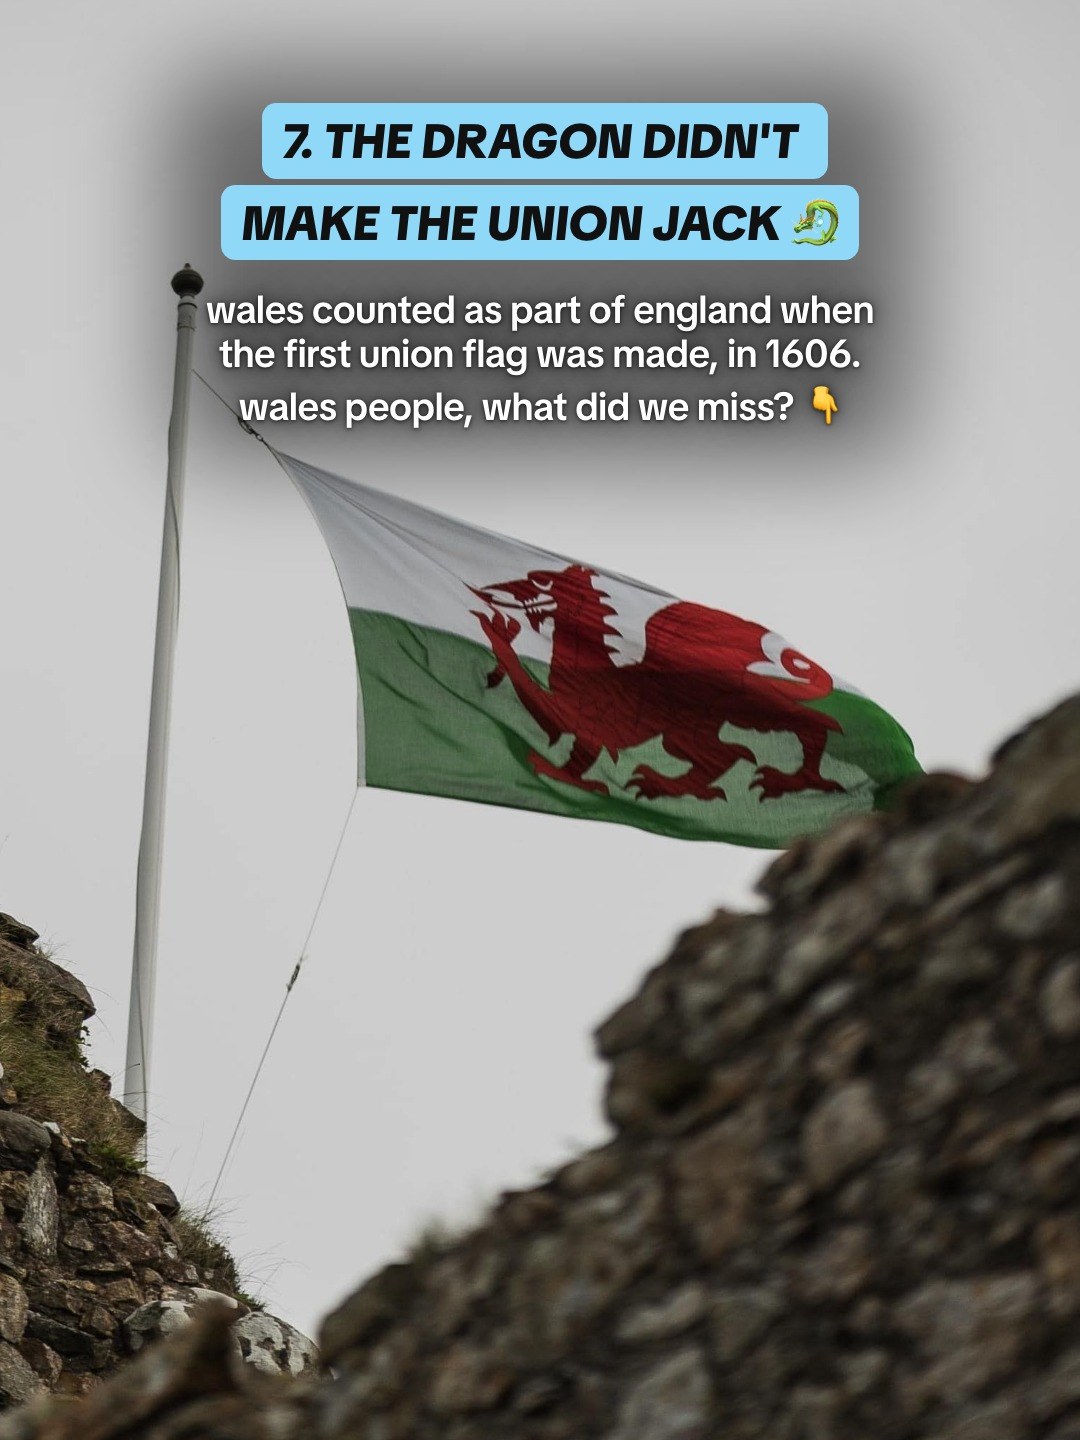 7. THE DRAGON DIDN'T
MAKE THE UNION JACK 🐉
wales counted as part of england when
the first union flag was made, in 1606.
wales people, what did we miss? 👇